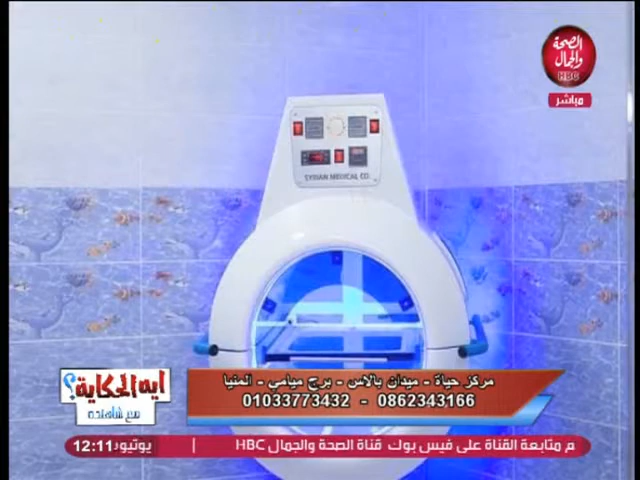 الصحة
والجمال
HBC
مباشر
SYRIAN MEDICAL CO.
مركز حياة - ميدان بالاس - برج ميامي - المنيا
01033773432 - 0862343166
ايه الحكاية؟
مع شاهنده
م متابعة القناة على فيس بوك قناة الصحة والجمال HBC | يوتيوب
12:11